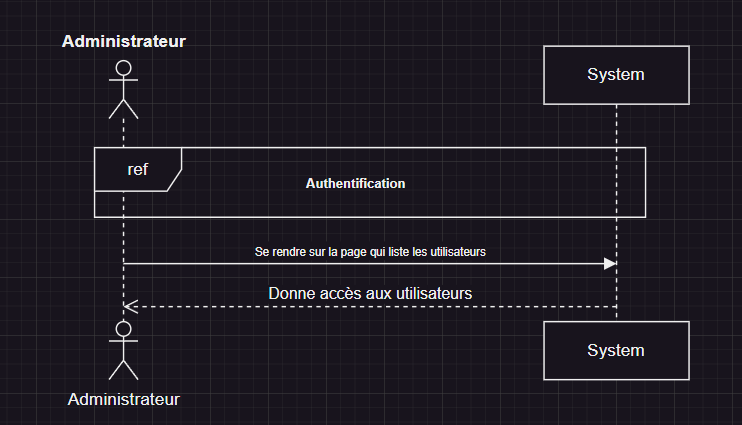 Administrateur
System
ref
Authentification
Se rendre sur la page qui liste les utilisateurs
Donne accès aux utilisateurs
System
Administrateur